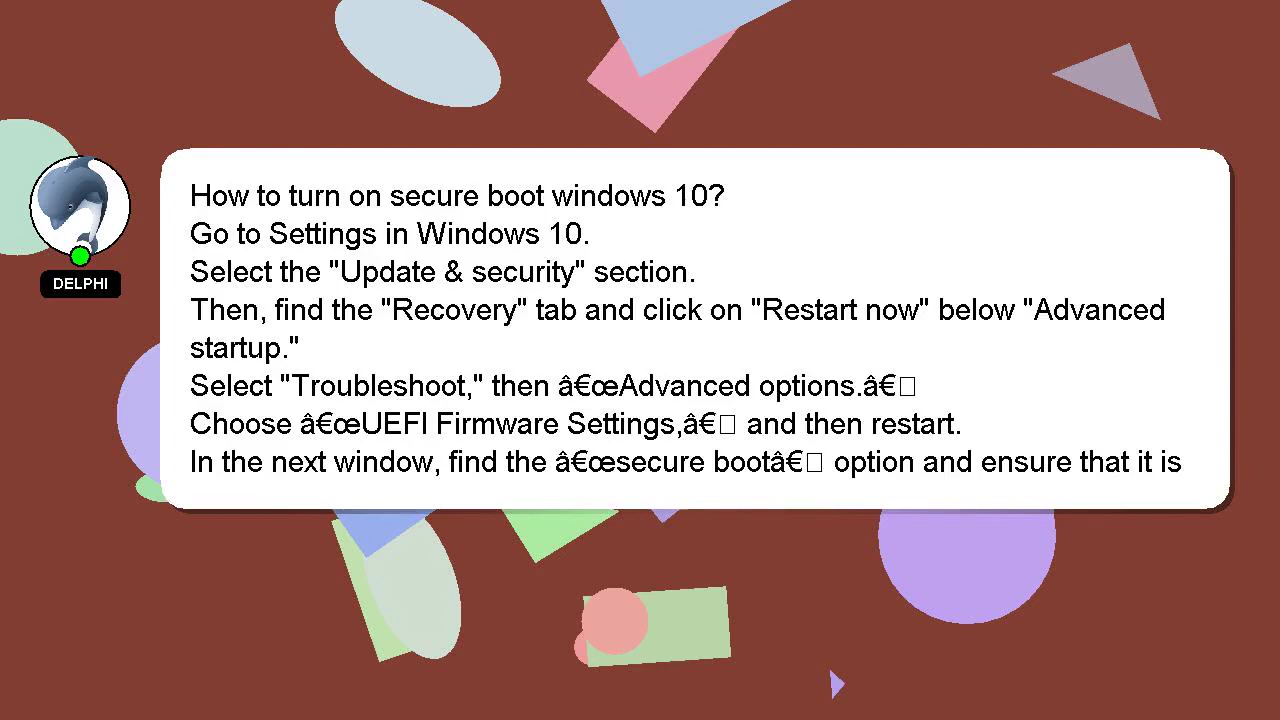 DELPHI
How to turn on secure boot windows 10?
Go to Settings in Windows 10.
Select the "Update & security" section.
Then, find the "Recovery" tab and click on "Restart now" below "Advanced
startup."
Select "Troubleshoot," then â€œAdvanced options.â€□
Choose â€œUEFI Firmware Settings,â€□ and then restart.
In the next window, find the â€œsecure bootâ€□ option and ensure that it is